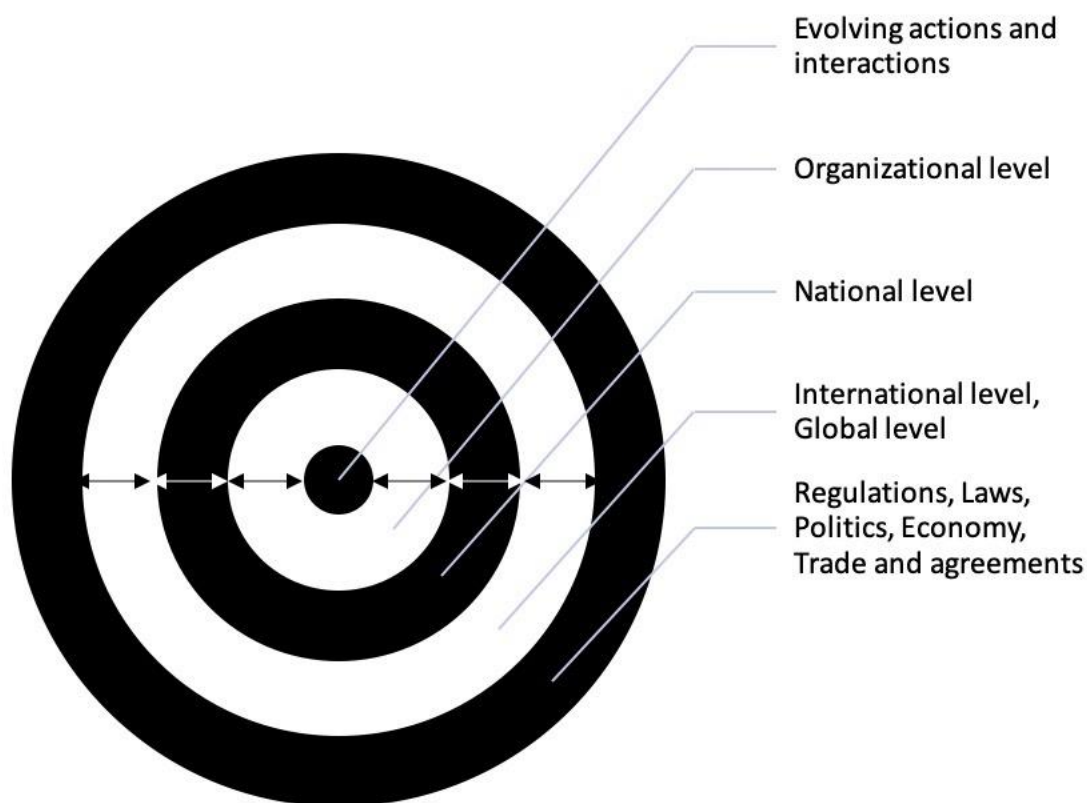 Evolving actions and
interactions
Organizational level
National level
International level,
Global level
Regulations, Laws,
Politics, Economy,
Trade and agreements